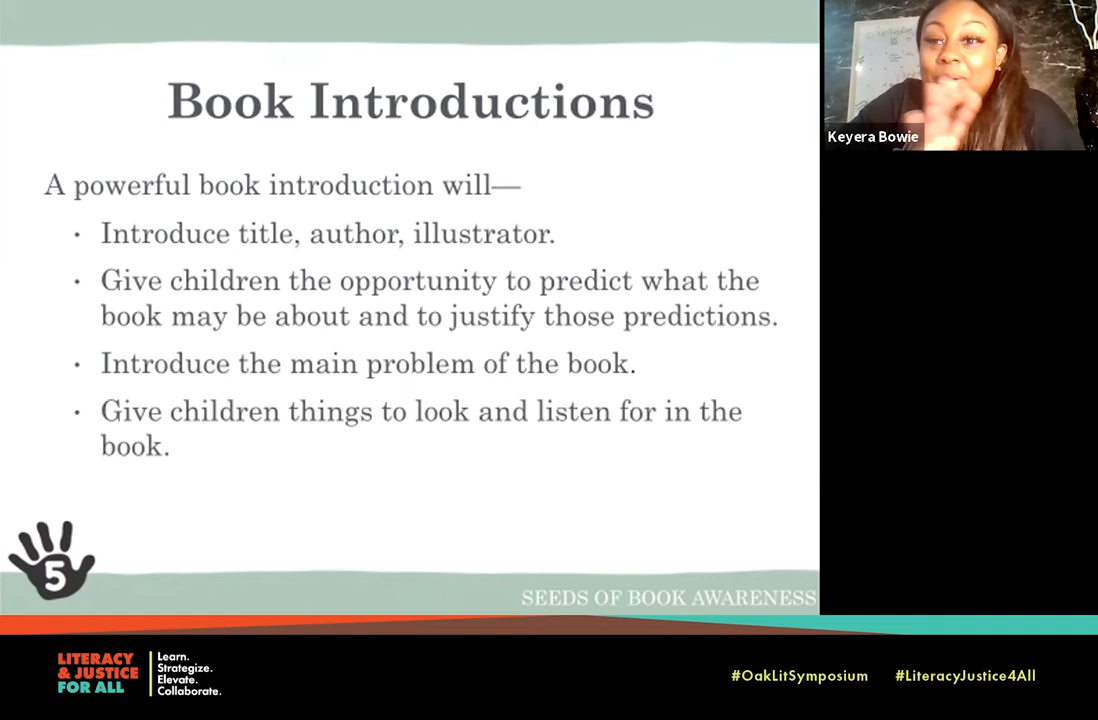 Book Introductions
A powerful book introduction will—
• Introduce title, author, illustrator.
• Give children the opportunity to predict what the
book may be about and to justify those predictions.
• Introduce the main problem of the book.
• Give children things to look and listen for in the
book.
5
SEEDS OF BOOK AWARENESS
Keyera Bowie
LITERACY
& JUSTICE
FOR ALL
Learn.
Strategize.
Elevate.
Collaborate.
#OakLitSymposium #LiteracyJustice4All